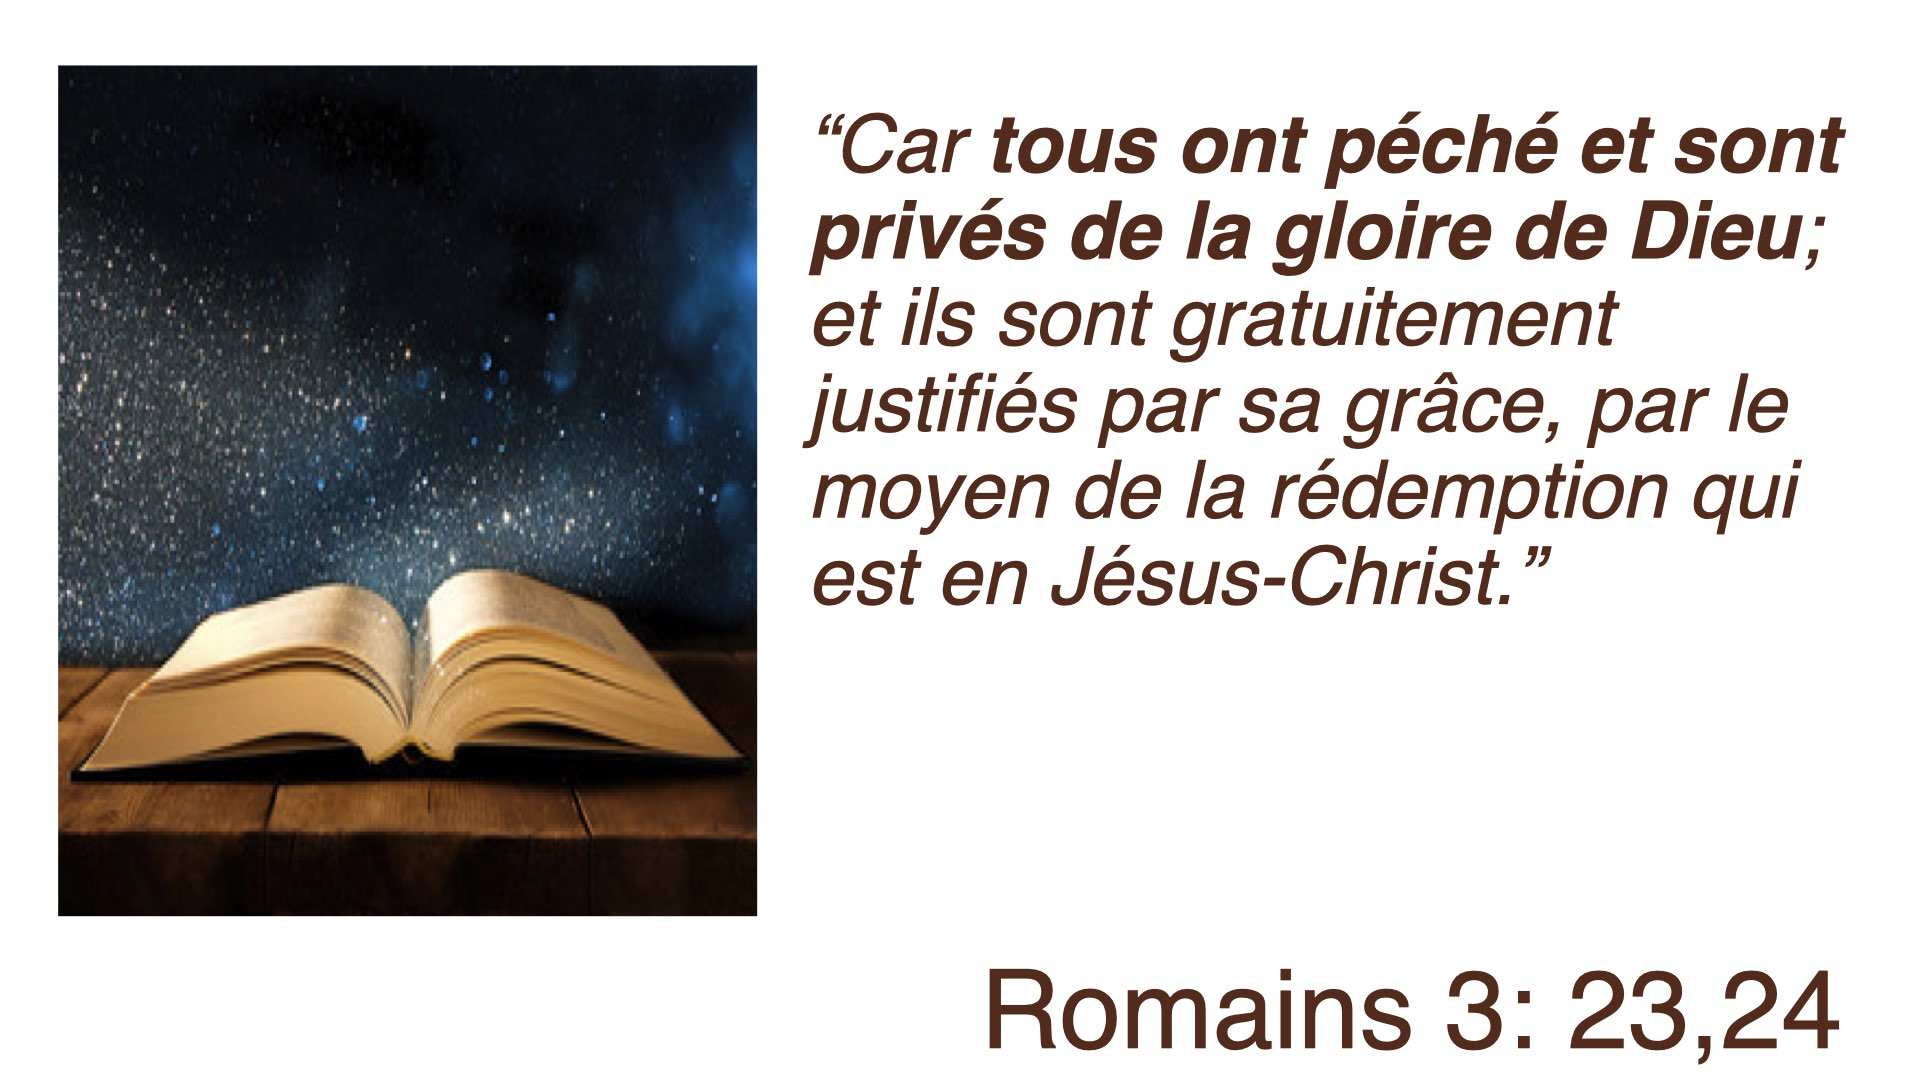 “Car tous ont péché et sont
privés de la gloire de Dieu;
et ils sont gratuitement
justifiés par sa grâce, par le
moyen de la rédemption qui
est en Jésus-Christ.”
Romains 3: 23,24